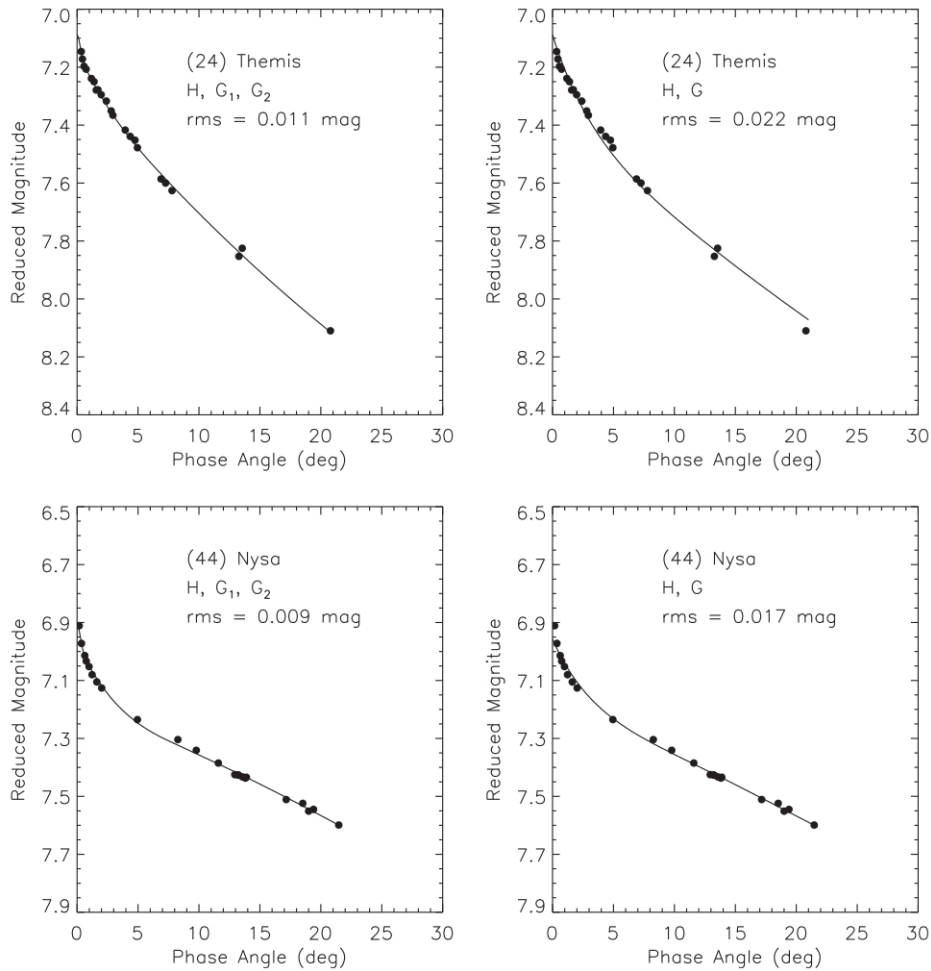 (24) Themis
H, G₁, G₂
rms = 0.011 mag
7.0
7.2
7.4
7.6
7.8
8.0
8.2
8.4
Reduced Magnitude
0 5 10 15 20 25 30
Phase Angle (deg)
(24) Themis
H, G
rms = 0.022 mag
7.0
7.2
7.4
7.6
7.8
8.0
8.2
8.4
Reduced Magnitude
0 5 10 15 20 25 30
Phase Angle (deg)
(44) Nysa
H, G₁, G₂
rms = 0.009 mag
6.5
6.7
6.9
7.1
7.3
7.5
7.7
7.9
Reduced Magnitude
0 5 10 15 20 25 30
Phase Angle (deg)
(44) Nysa
H, G
rms = 0.017 mag
6.5
6.7
6.9
7.1
7.3
7.5
7.7
7.9
Reduced Magnitude
0 5 10 15 20 25 30
Phase Angle (deg)